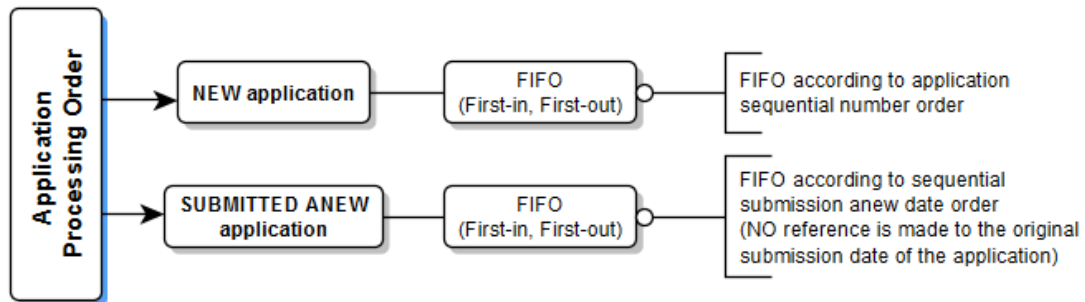 Application
Processing Order
NEW application
FIFO
(First-in, First-out)
FIFO according to application
sequential number order
SUBMITTED ANEW
application
FIFO
(First-in, First-out)
FIFO according to sequential
submission anew date order
(NO reference is made to the original
submission date of the application)